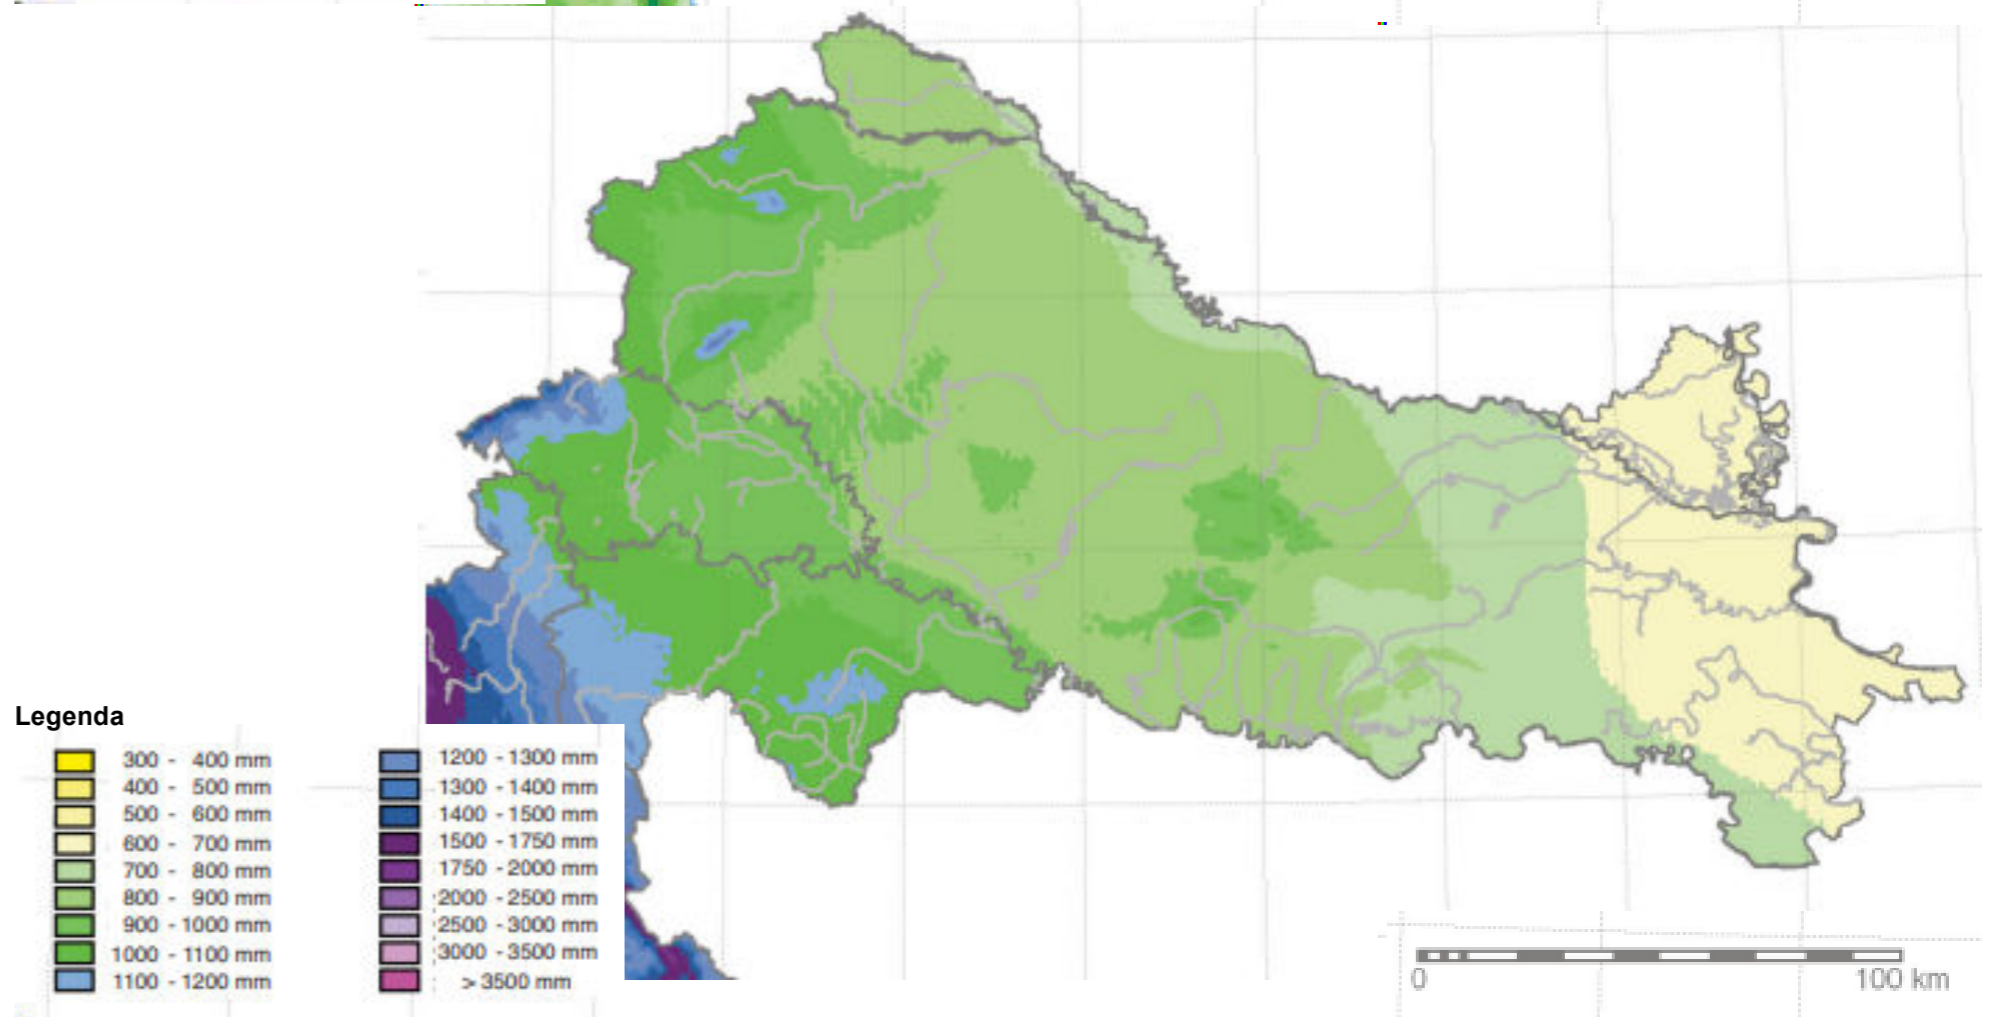 Legenda
300 - 400 mm
400 - 500 mm
500 - 600 mm
600 - 700 mm
700 - 800 mm
800 - 900 mm
900 - 1000 mm
1000 - 1100 mm
1100 - 1200 mm
1200 - 1300 mm
1300 - 1400 mm
1400 - 1500 mm
1500 - 1750 mm
1750 - 2000 mm
2000 - 2500 mm
2500 - 3000 mm
3000 - 3500 mm
> 3500 mm
0 100 km